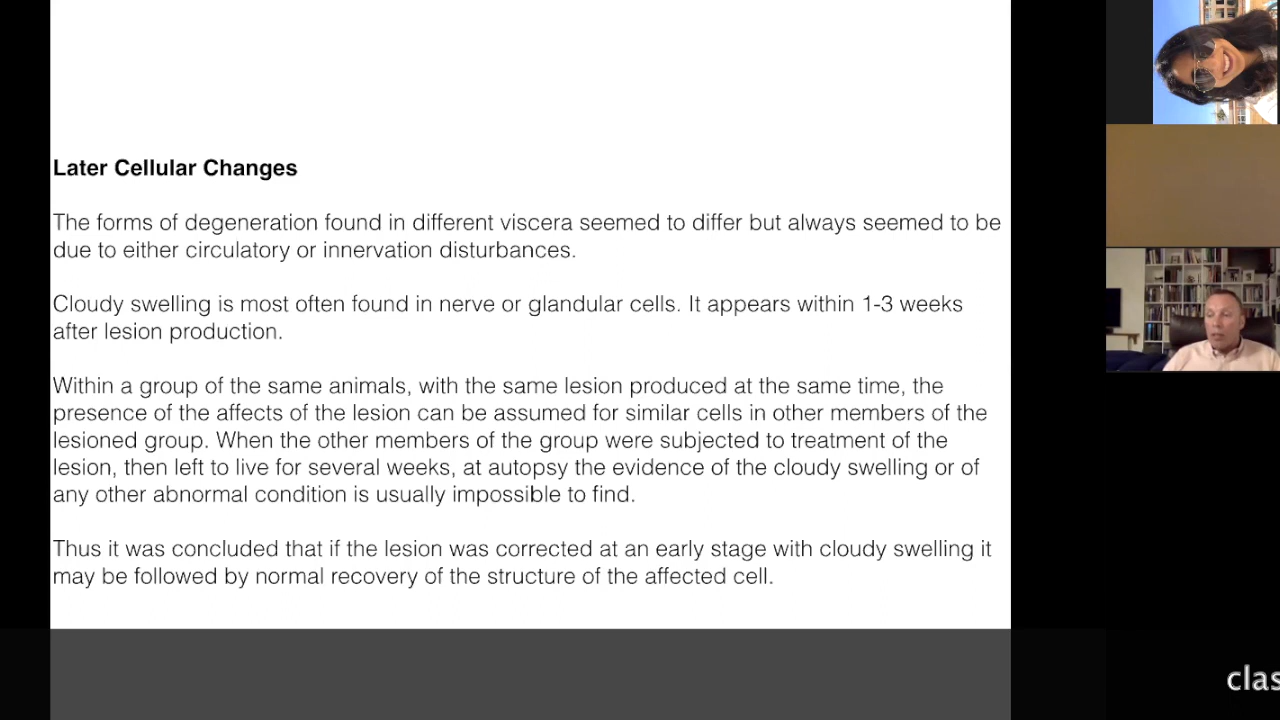 Later Cellular Changes
The forms of degeneration found in different viscera seemed to differ but always seemed to be
due to either circulatory or innervation disturbances.
Cloudy swelling is most often found in nerve or glandular cells. It appears within 1-3 weeks
after lesion production.
Within a group of the same animals, with the same lesion produced at the same time, the
presence of the affects of the lesion can be assumed for similar cells in other members of the
lesioned group. When the other members of the group were subjected to treatment of the
lesion, then left to live for several weeks, at autopsy the evidence of the cloudy swelling or of
any other abnormal condition is usually impossible to find.
Thus it was concluded that if the lesion was corrected at an early stage with cloudy swelling it
may be followed by normal recovery of the structure of the affected cell.
clas